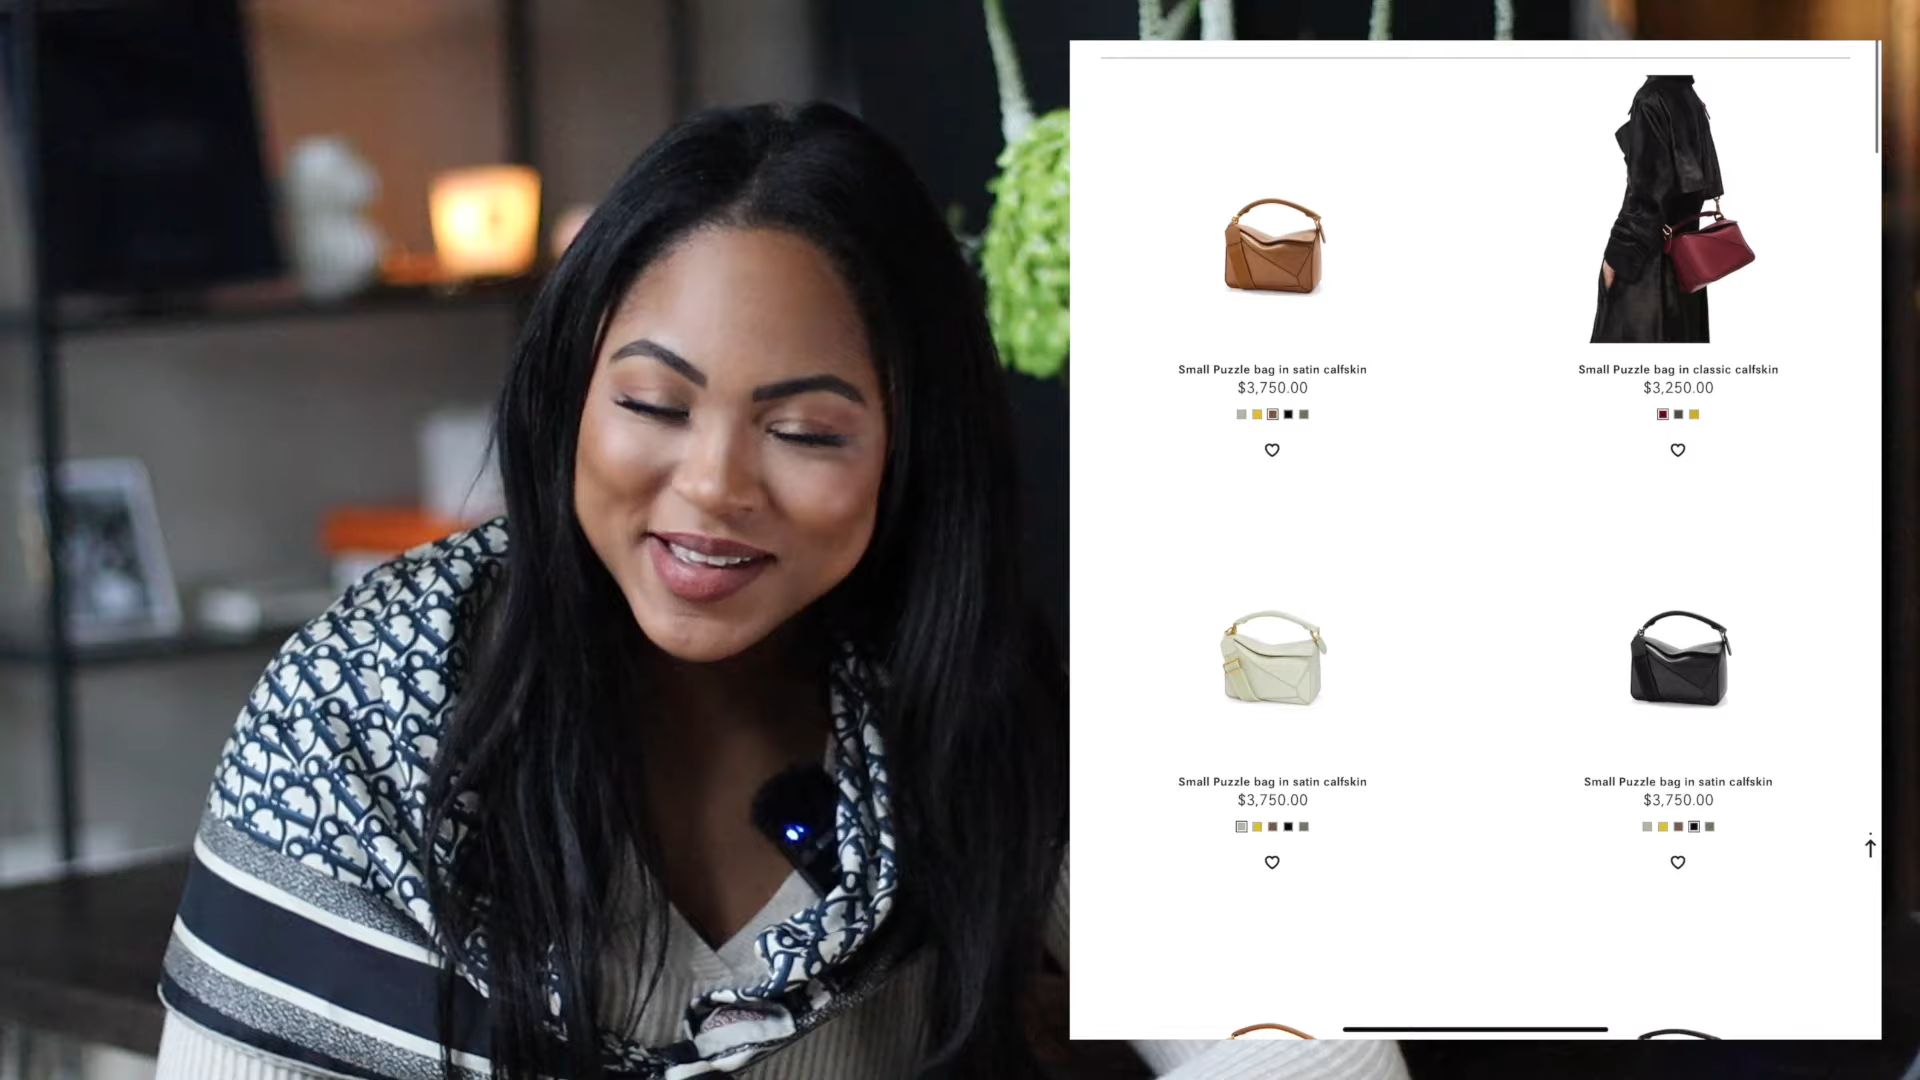 Small Puzzle bag in satin calfskin
$3,750.00
Small Puzzle bag in classic calfskin
$3,250.00
Small Puzzle bag in satin calfskin
$3,750.00
Small Puzzle bag in satin calfskin
$3,750.00